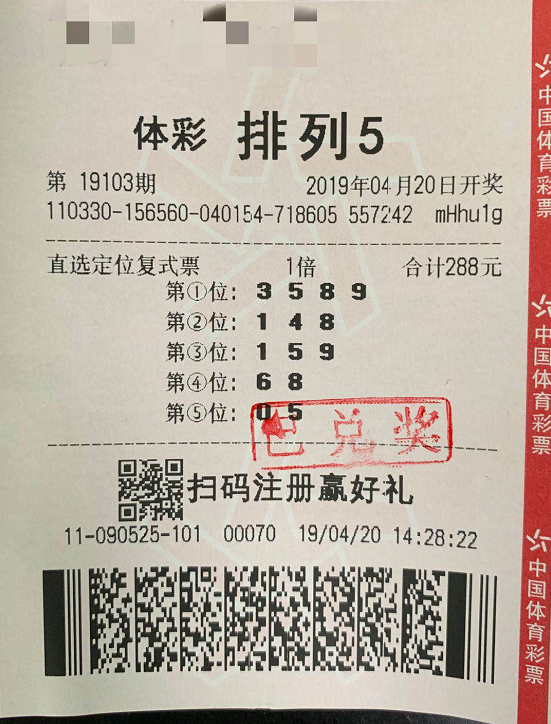 体彩 排列5
第 19103期 2019年04月20日开奖
110330-156560-040154-718605 557242 mHhu1g
直选定位复式票 1倍 合计288元
第①位: 3 5 8 9
第②位: 1 4 8
第③位: 1 5 9
第④位: 6 8
第⑤位: 0 5
已兑奖
扫码注册赢好礼
11-090525-101 00070 19/04/20 14:28:22
中国体育彩票
中国体育彩票
中国体育彩票